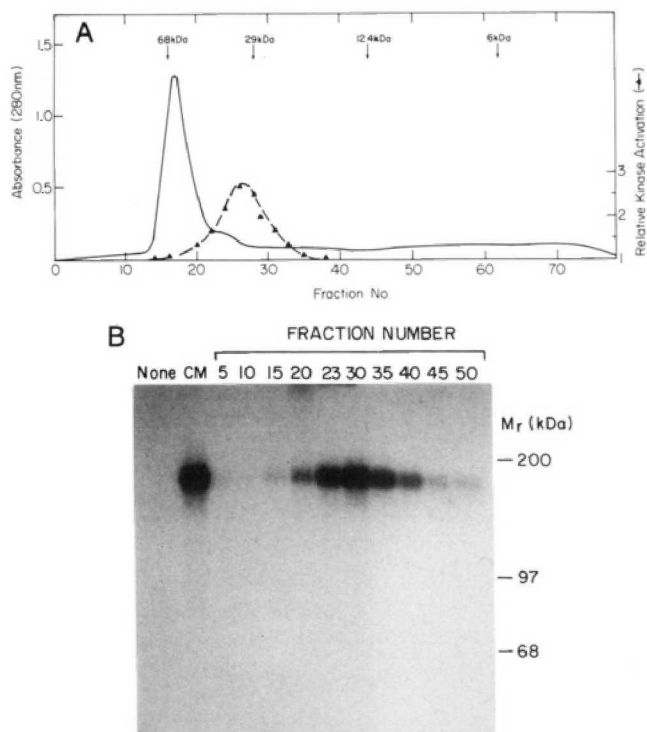 A
68kDa 29kDa 12.4kDa 6kDa
1.5
1.0
0.5
Absorbance (280nm)
3
2
1
Relative Kinase Activation (-▲-)
0 10 20 30 40 50 60 70
Fraction No.
B
FRACTION NUMBER
None CM 5 10 15 20 23 30 35 40 45 50
Mr (kDa)
200
97
68